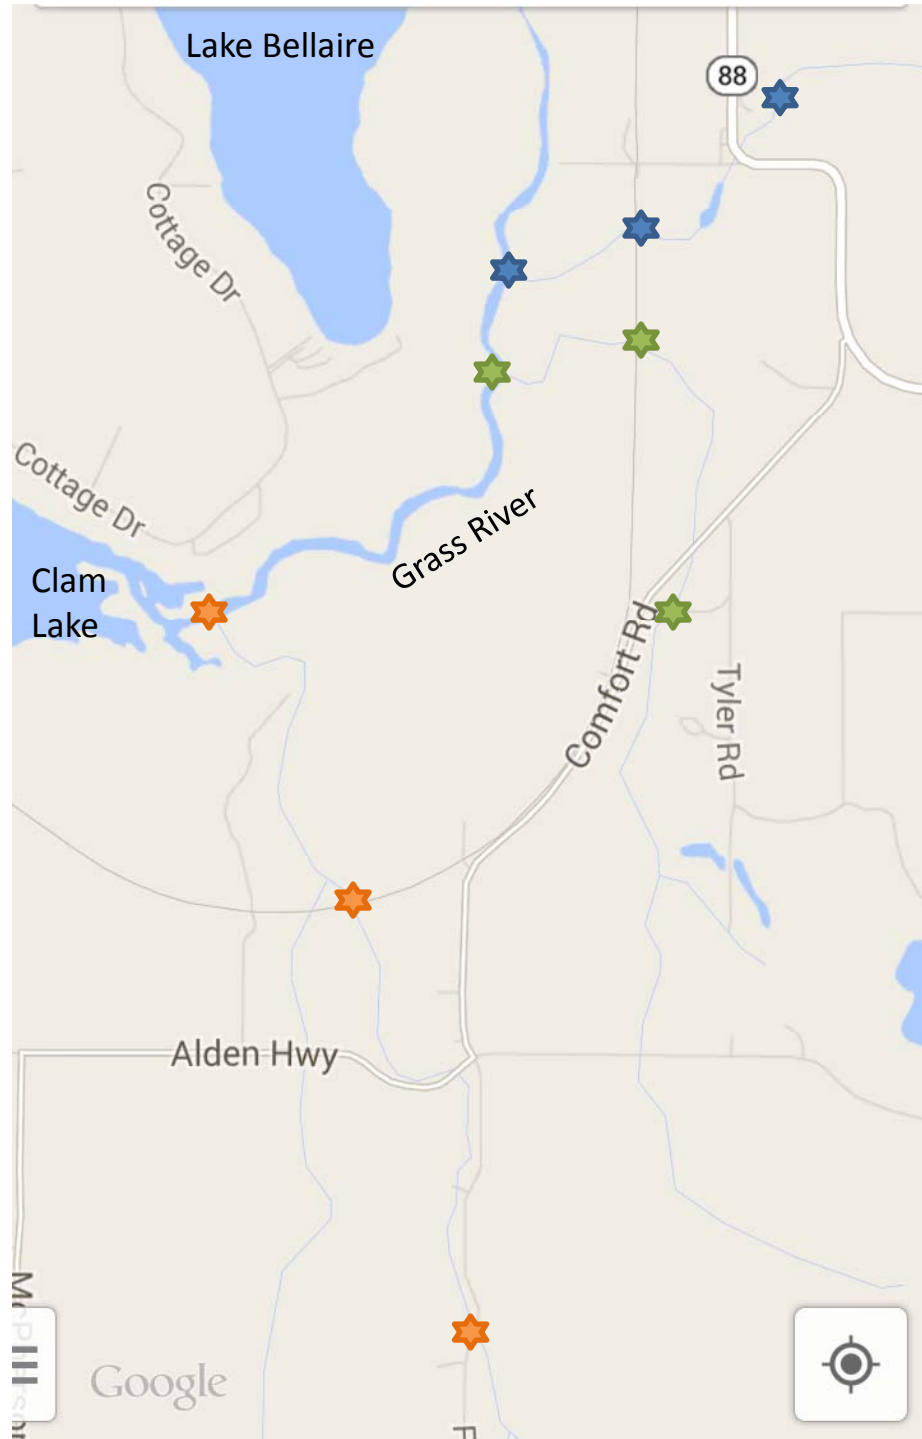 Lake Bellaire
88
Cottage Dr
Cottage Dr
Grass River
Clam
Lake
Comfort Rd
Tyler Rd
Alden Hwy
Google